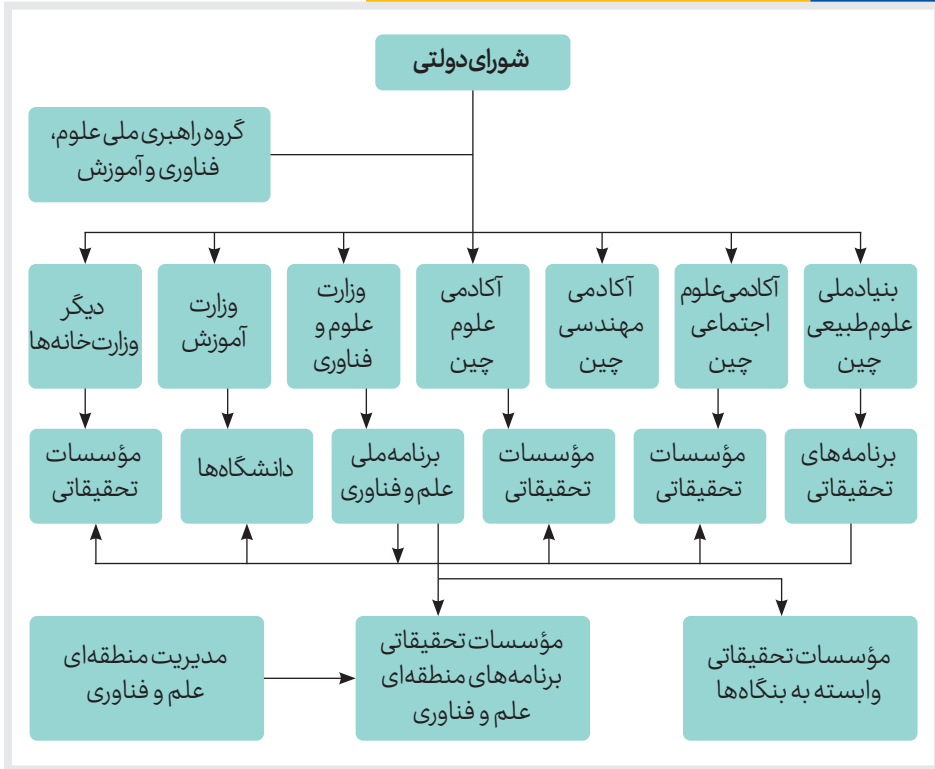 شورای دولتی
گروه راهبری ملی علوم،
فناوری و آموزش
بنیاد ملی
علوم طبیعی
چین
آکادمی علوم
اجتماعی
چین
آکادمی
مهندسی
چین
آکادمی
علوم
چین
وزارت
علوم و
فناوری
وزارت
آموزش
دیگر
وزارت‌خانه‌ها
برنامه‌های
تحقیقاتی
مؤسسات
تحقیقاتی
مؤسسات
تحقیقاتی
برنامه ملی
علم و فناوری
دانشگاه‌ها
مؤسسات
تحقیقاتی
مؤسسات تحقیقاتی
وابسته به بنگاه‌ها
مؤسسات تحقیقاتی
برنامه‌های منطقه‌ای
علم و فناوری
مدیریت منطقه‌ای
علم و فناوری